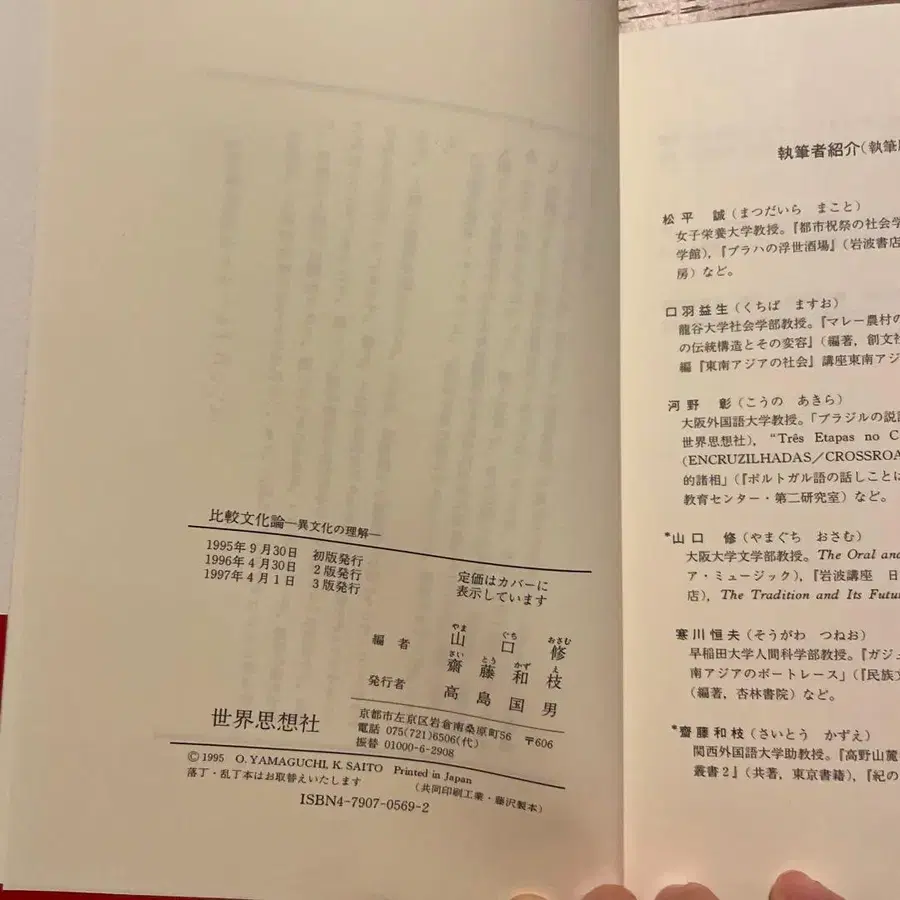 比較文化論―異文化の理解―
1995年9月30日 初版発行
1996年4月30日 2版発行
1997年4月1日 3版発行
定価はカバーに
表示しています
やま ぐち おさむ
編者 山口 修
さい とう かず え
齋藤和枝
発行者 高島国男
世界思想社
京都市左京区岩倉南桑原町56 〒606
電話 075(721)6506(代)
振替 01000-6-2908
© 1995 O. YAMAGUCHI, K. SAITO Printed in Japan
落丁・乱丁本はお取替えいたします (共同印刷工業・藤沢製本)
ISBN4-7907-0569-2
執筆者紹介(執筆
松平 誠(まつだいら まこと)
女子栄養大学教授。『都市祝祭の社会学
学館),『プラハの浮世酒場』(岩波書店
房)など。
口羽益生(くちば ますお)
龍谷大学社会学部教授。『マレー農村の
の伝統構造とその変容』(編著,創文社
編『東南アジアの社会』講座東南アジ
河野 彰(こうの あきら)
大阪外国語大学教授。「ブラジルの説話
世界思想社), "Três Etapas no C
(ENCRUZILHADAS/CROSSROA
的諸相」(『ポルトガル語の話しことは
教育センター・第二研究室)など。
*山口 修(やまぐち おさむ)
大阪大学文学部教授。The Oral and
ア・ミュージック),『岩波講座 日
店), The Tradition and Its Futu
寒川恒夫(そうがわ つねお)
早稲田大学人間科学部教授。『ガジュ
南アジアのボートレース」(『民族文
(編著,杏林書院)など。
*齋藤和枝(さいとう かずえ)
関西外国語大学助教授。『高野山麓
叢書2』(共著,東京書籍),『紀の